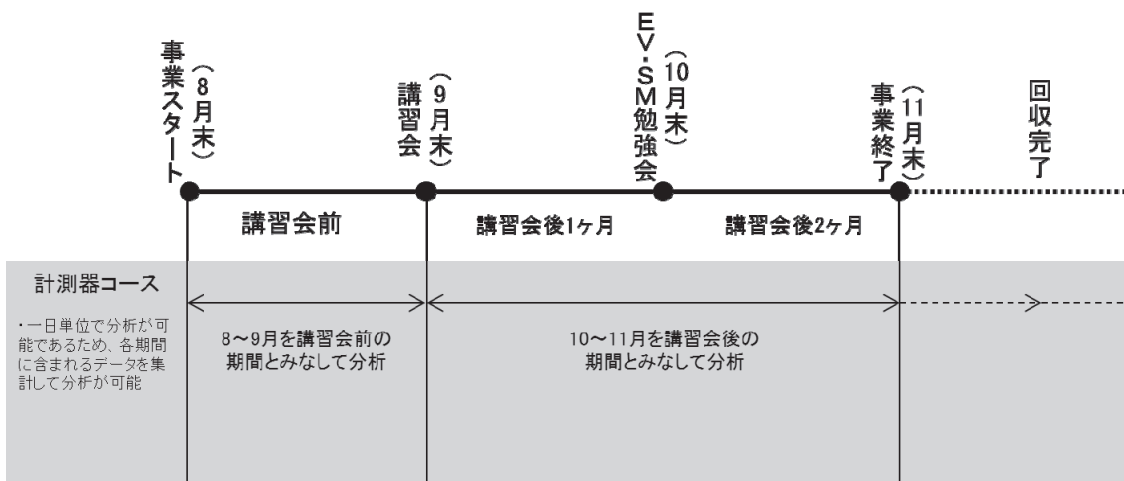 事業スタート
（8月末）
講習会
（9月末）
EV・SM勉強会
（10月末）
事業終了
（11月末）
回収完了
講習会前
講習会後1ヶ月
講習会後2ヶ月
計測器コース
・一日単位で分析が可
能であるため、各期間
に含まれるデータを集
計して分析が可能
8～9月を講習会前の
期間とみなして分析
10～11月を講習会後の
期間とみなして分析